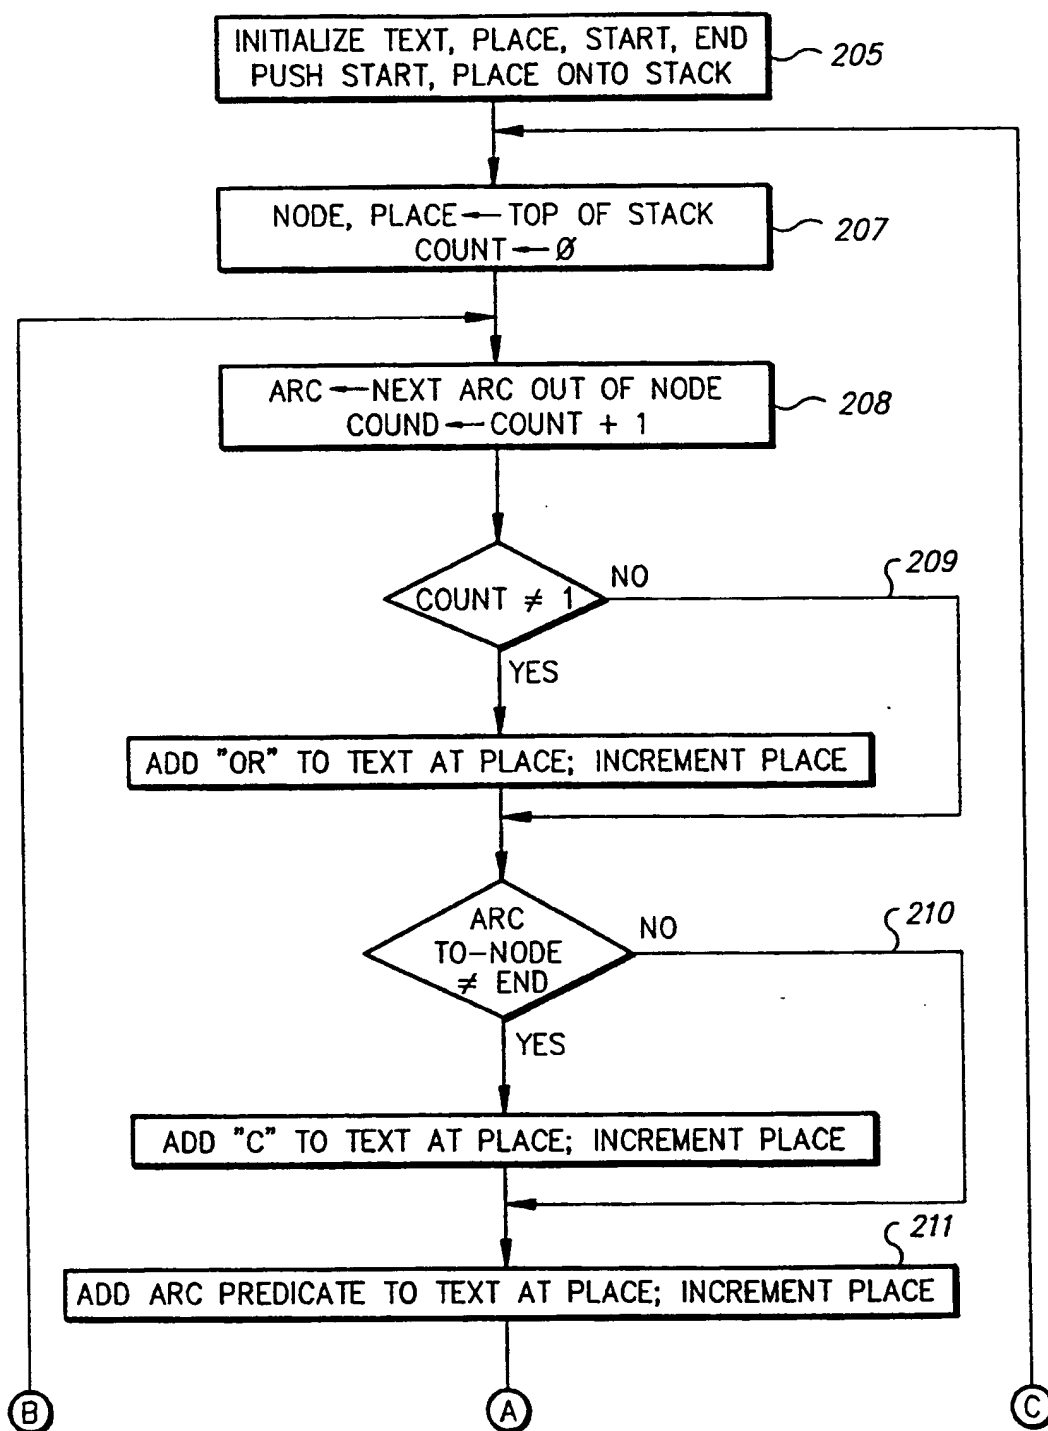 INITIALIZE TEXT, PLACE, START, END
PUSH START, PLACE ONTO STACK
205
NODE, PLACE←TOP OF STACK
COUNT←Ø
207
ARC←NEXT ARC OUT OF NODE
COUND←COUNT + 1
208
COUNT ≠ 1
NO
209
YES
ADD "OR" TO TEXT AT PLACE; INCREMENT PLACE
ARC
TO-NODE
≠ END
NO
210
YES
ADD "C" TO TEXT AT PLACE; INCREMENT PLACE
211
ADD ARC PREDICATE TO TEXT AT PLACE; INCREMENT PLACE
B
A
C